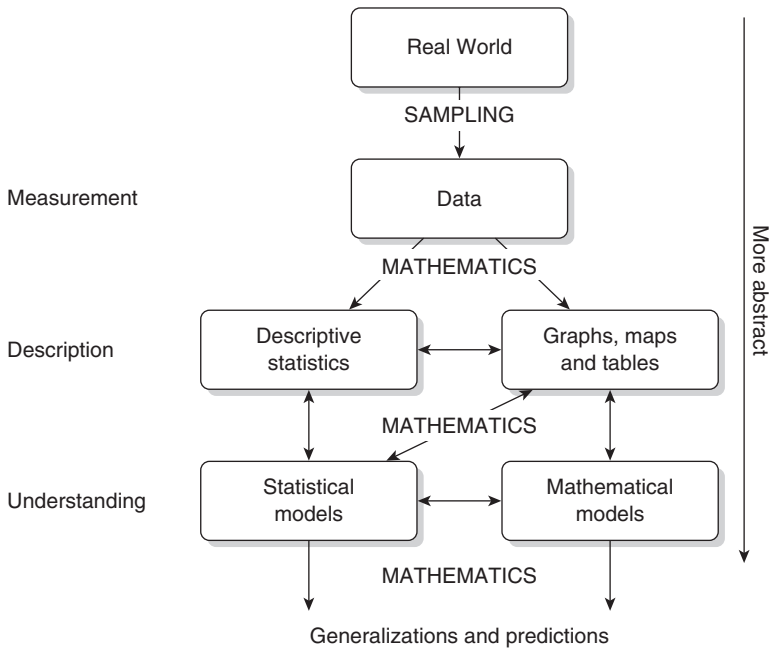 Real World
SAMPLING
Measurement
Data
MATHEMATICS
Description
Descriptive
statistics
Graphs, maps
and tables
MATHEMATICS
Understanding
Statistical
models
Mathematical
models
MATHEMATICS
Generalizations and predictions
More abstract